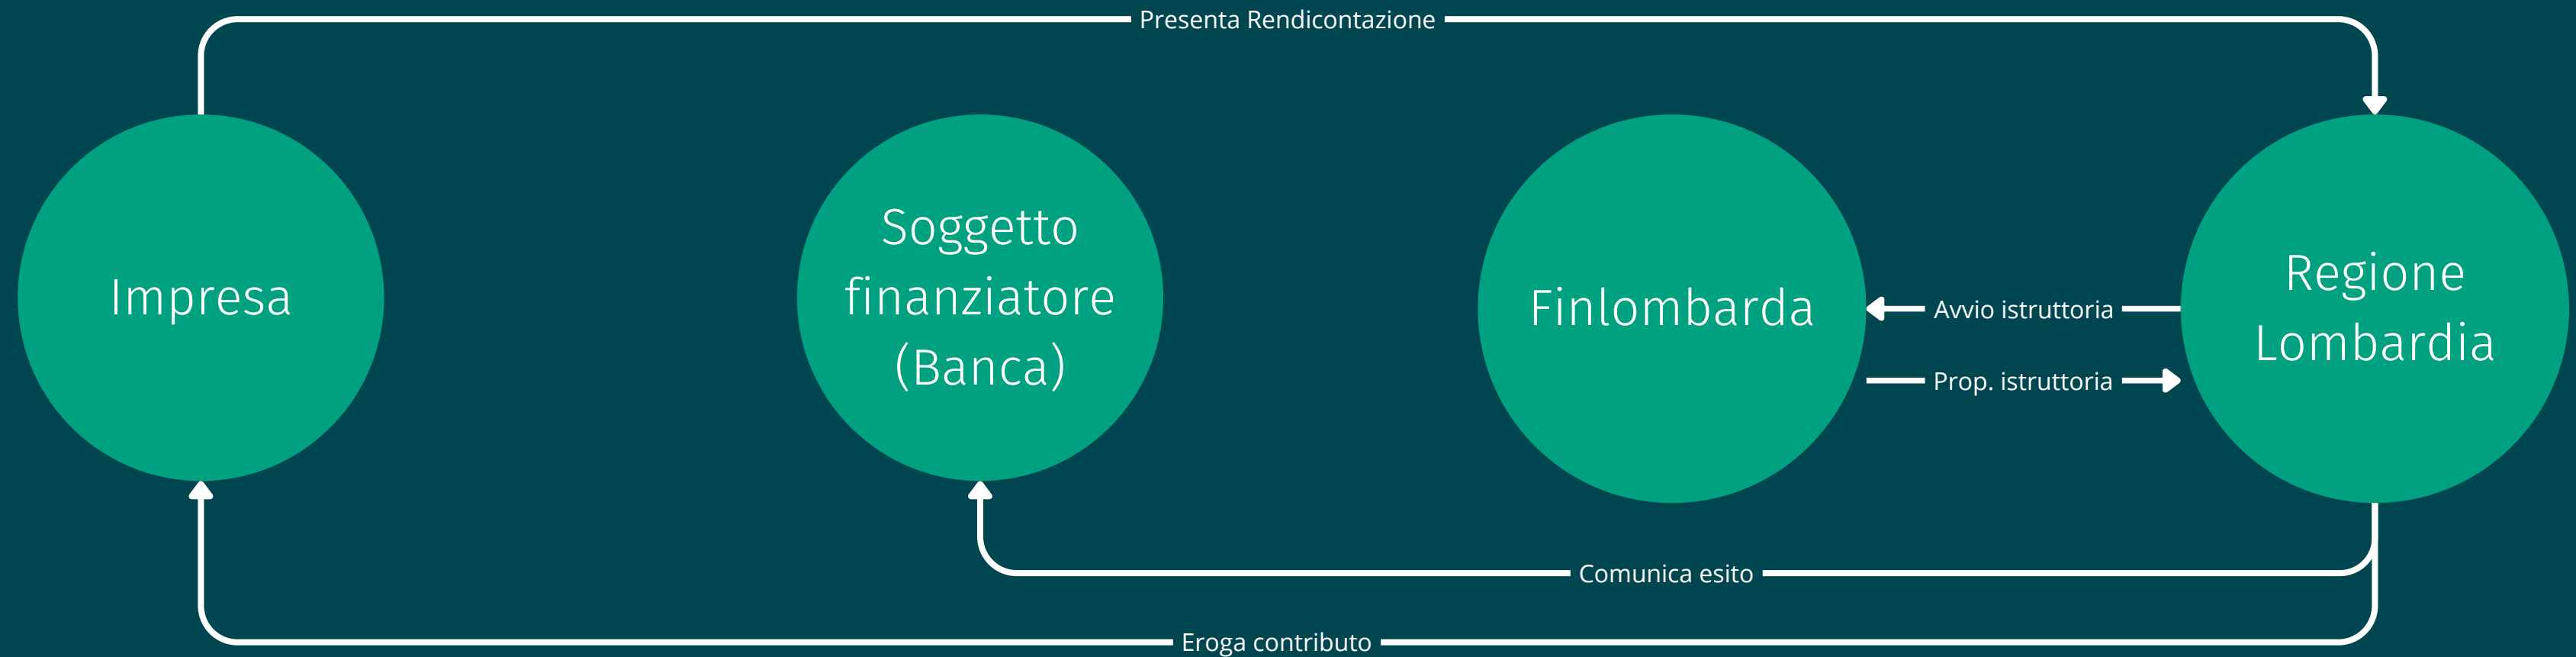 Presenta Rendicontazione
Impresa
Soggetto
finanziatore
(Banca)
Finlombarda
Regione
Lombardia
Avvio istruttoria
Prop. istruttoria
Comunica esito
Eroga contributo